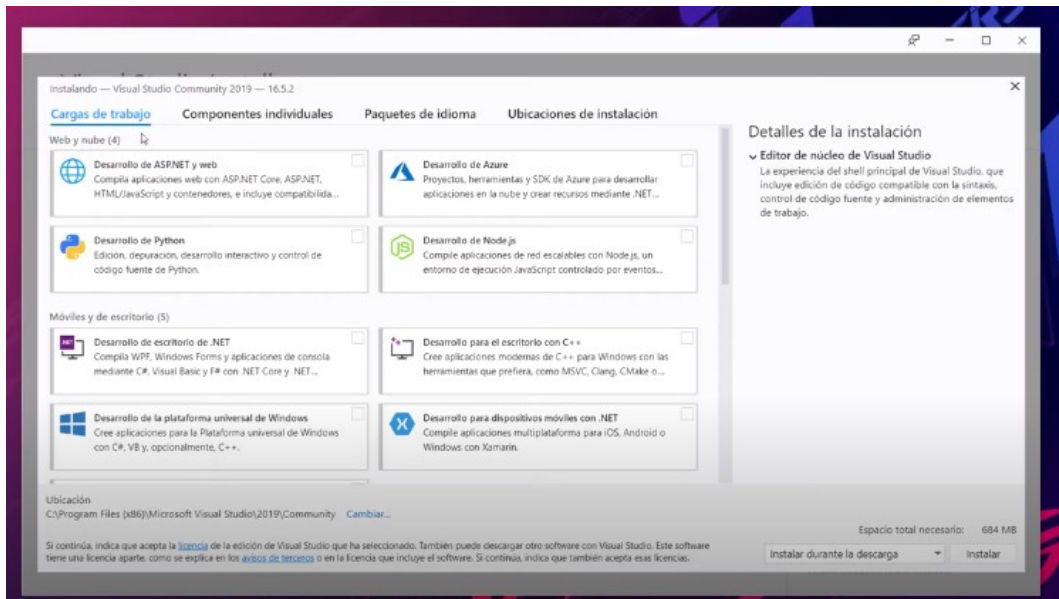 Instalando — Visual Studio Community 2019 — 16.5.2
Cargas de trabajo Componentes individuales Paquetes de idioma Ubicaciones de instalación
Web y nube (4)
Desarrollo de ASP.NET y web
Compila aplicaciones web con ASP.NET Core, ASP.NET,
HTML/JavaScript y contenedores, e incluye compatibilida...
Desarrollo de Azure
Proyectos, herramientas y SDK de Azure para desarrollar
aplicaciones en la nube y crear recursos mediante .NET...
Desarrollo de Python
Edición, depuración, desarrollo interactivo y control de
código fuente de Python.
Desarrollo de Node.js
Compile aplicaciones de red escalables con Node.js, un
entorno de ejecución JavaScript controlado por eventos...
Móviles y de escritorio (5)
Desarrollo de escritorio de .NET
Compila WPF, Windows Forms y aplicaciones de consola
mediante C#, Visual Basic y F# con .NET Core y .NET...
Desarrollo para el escritorio con C++
Cree aplicaciones modernas de C++ para Windows con las
herramientas que prefiera, como MSVC, Clang, CMake o...
Desarrollo de la plataforma universal de Windows
Cree aplicaciones para la Plataforma universal de Windows
con C#, VB y, opcionalmente, C++.
Desarrollo para dispositivos móviles con .NET
Compile aplicaciones multiplataforma para iOS, Android o
Windows con Xamarin.
Detalles de la instalación
Editor de núcleo de Visual Studio
La experiencia del shell principal de Visual Studio, que
incluye edición de código compatible con la sintaxis,
control de código fuente y administración de elementos
de trabajo.
Ubicación
C:\Program Files (x86)\Microsoft Visual Studio\2019\Community Cambiar...
Si continúa, indica que acepta la licencia de la edición de Visual Studio que ha seleccionado. También puede descargar otro software con Visual Studio. Este software
tiene una licencia aparte, como se explica en los avisos de terceros o en la licencia que incluye el software. Si continúa, indica que también acepta esas licencias.
Espacio total necesario: 684 MB
Instalar durante la descarga Instalar